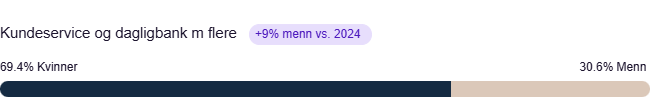 Kundeservice og dagligbank m flere +9% menn vs. 2024
69.4% Kvinner 30.6% Menn